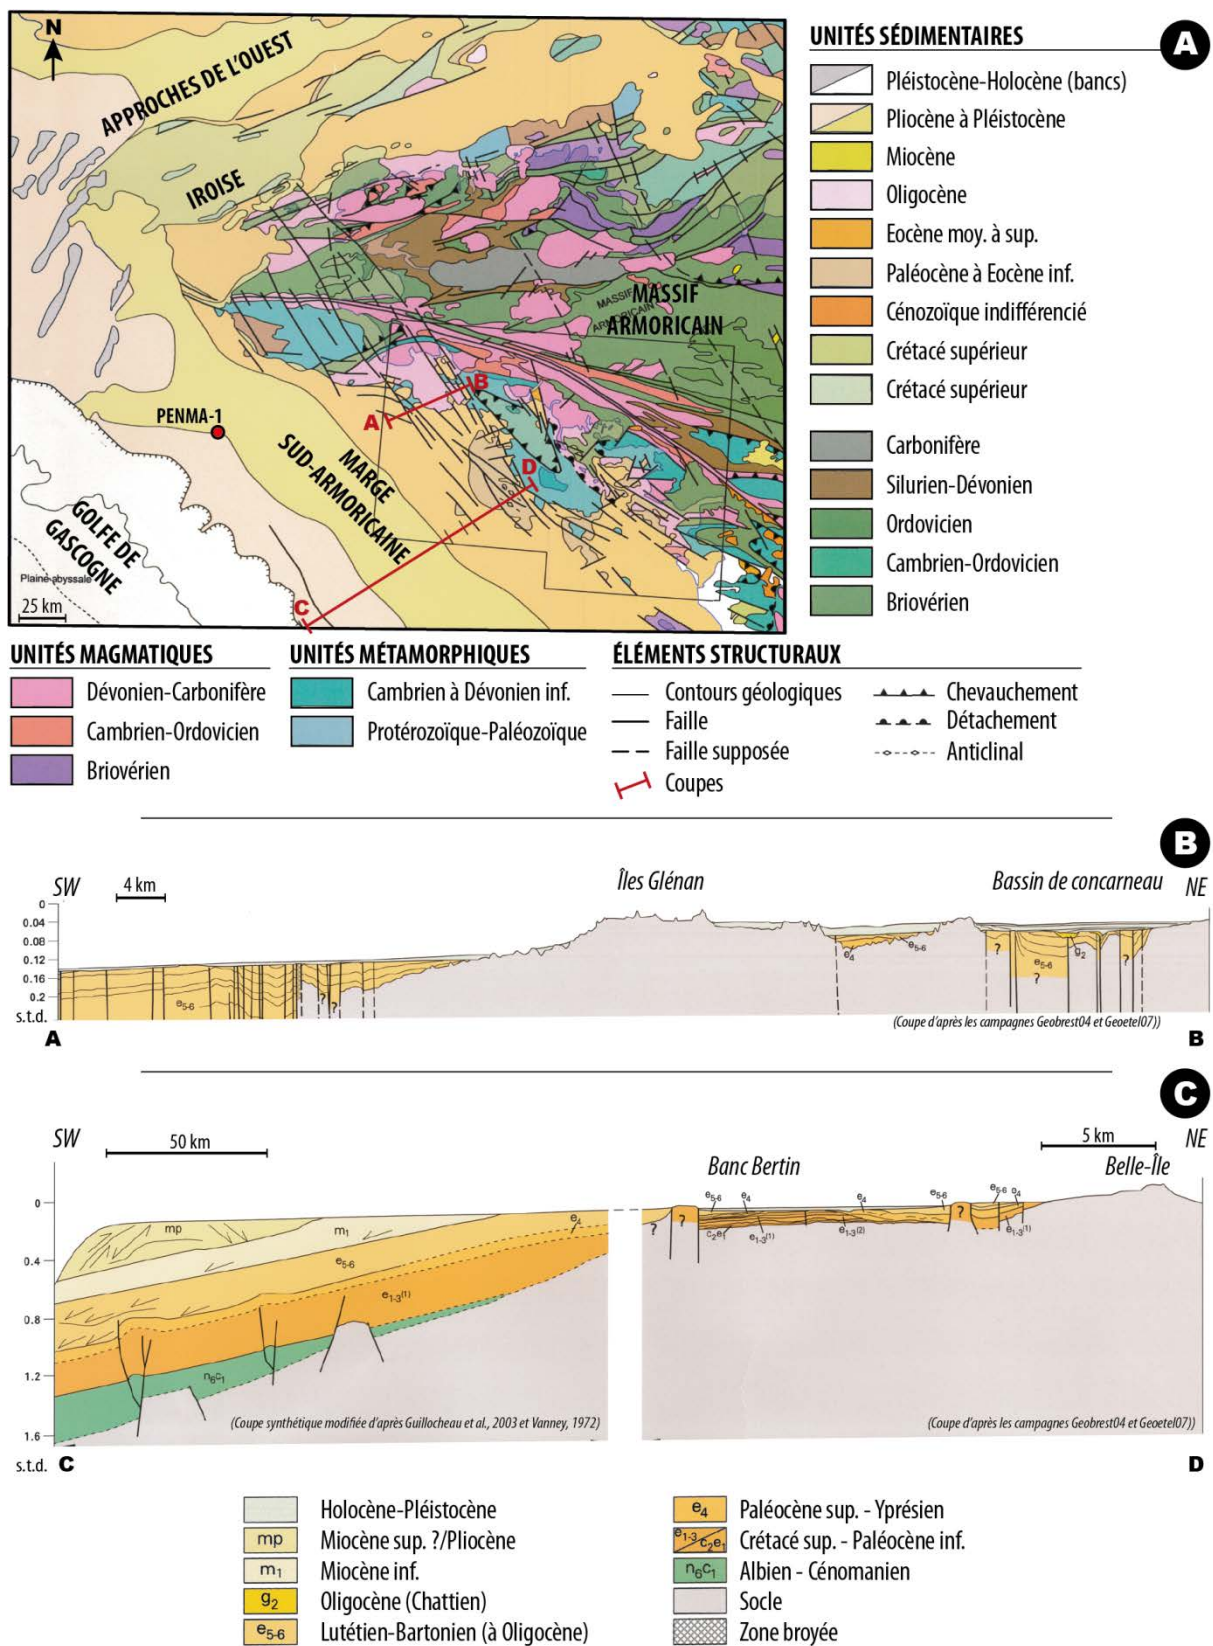 A
N
APPROCHES DE L'OUEST
IROISE
MASSIF
ARMORICAIN
MASSIF
ARMORICAIN
PENMA-1
A
B
C
D
MARGE
SUD-ARMORICAINE
GOLFE DE
GASCOGNE
Plaine abyssale
25 km
UNITÉS SÉDIMENTAIRES
Pléistocène-Holocène (bancs)
Pliocène à Pléistocène
Miocène
Oligocène
Eocène moy. à sup.
Paléocène à Eocène inf.
Cénozoïque indifférencié
Crétacé supérieur
Crétacé supérieur
Carbonifère
Silurien-Dévonien
Ordovicien
Cambrien-Ordovicien
Briovérien
UNITÉS MAGMATIQUES
Dévonien-Carbonifère
Cambrien-Ordovicien
Briovérien
UNITÉS MÉTAMORPHIQUES
Cambrien à Dévonien inf.
Protérozoïque-Paléozoïque
ÉLÉMENTS STRUCTURAUX
Contours géologiques
Faille
Faille supposée
Coupes
Chevauchement
Détachement
Anticlinal
B
SW
4 km
Îles Glénan
Bassin de concarneau
NE
0
0.04
0.08
0.12
0.16
0.2
s.t.d.
e5-6
? ?
?
e4
e5-6
?
e5-6
?
g2
?
(Coupe d'après les campagnes Geobrest04 et Geoetel07))
A
B
C
SW
50 km
5 km
NE
Banc Bertin
Belle-Île
0
0.4
0.8
1.2
1.6
s.t.d.
mp
m1
e4
e5-6
e1-3(1)
n6c1
?
?
e5-6
e4
e4
e5-6
c2e1
e1-3(1)
e1-3(2)
?
e5-6
e1-3(1)
(Coupe synthétique modifiée d'après Guillocheau et al., 2003 et Vanney, 1972)
(Coupe d'après les campagnes Geobrest04 et Geoetel07))
C
D
Holocène-Pléistocène
mp Miocène sup. ?/Pliocène
m1 Miocène inf.
g2 Oligocène (Chattien)
e5-6 Lutétien-Bartonien (à Oligocène)
e4 Paléocène sup. - Yprésien
e1-3 c2e1 Crétacé sup. - Paléocène inf.
n6c1 Albien - Cénomanien
Socle
Zone broyée